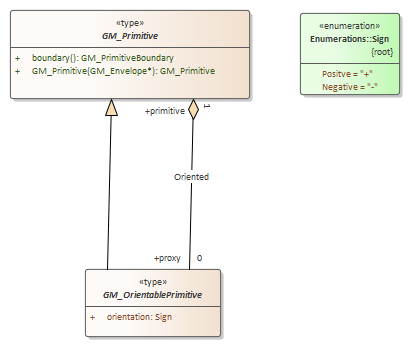 «type»
GM_Primitive
+ boundary(): GM_PrimitiveBoundary
+ GM_Primitive(GM_Envelope*): GM_Primitive
«enumeration»
Enumerations::Sign
{root}
Positve = "+"
Negative = "-"
+primitive
1
Oriented
+proxy
0
«type»
GM_OrientablePrimitive
+ orientation: Sign